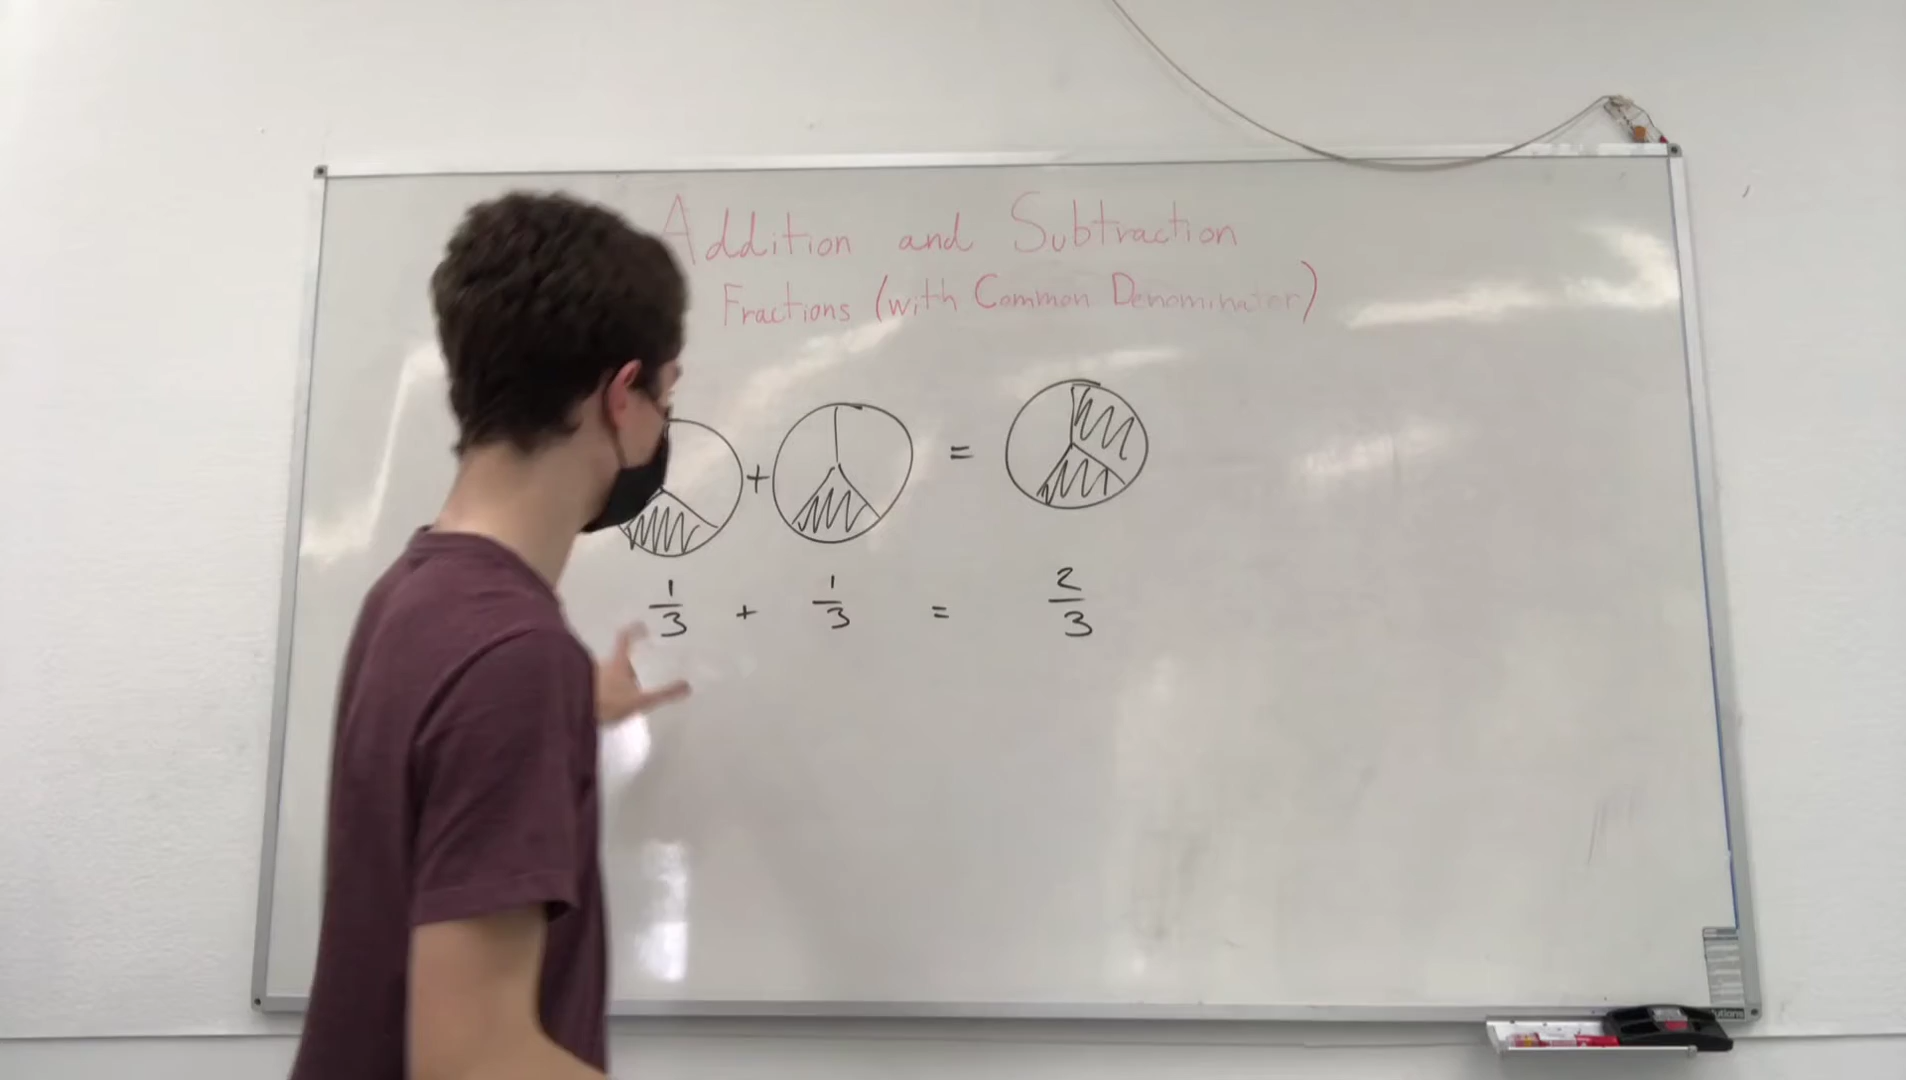 Addition and Subtraction
Fractions (with Common Denominator)
+ =
1/3 + 1/3 = 2/3